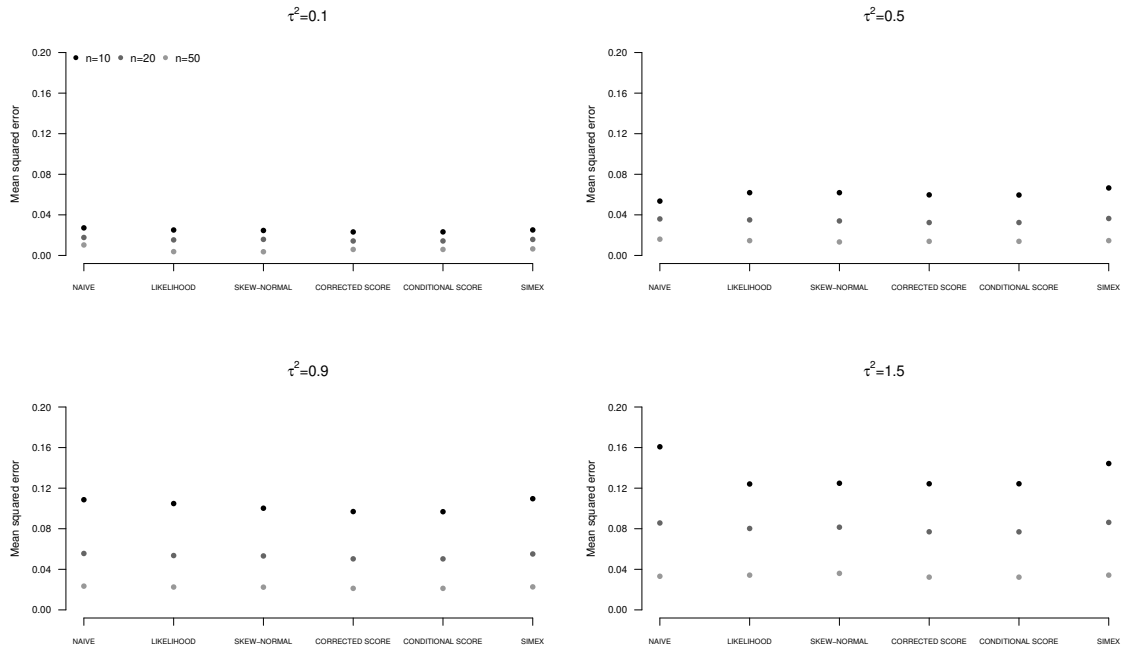 τ²=0.1
Mean squared error
0.20
0.16
0.12
0.08
0.04
0.00
n=10 n=20 n=50
NAIVE LIKELIHOOD SKEW−NORMAL CORRECTED SCORE CONDITIONAL SCORE SIMEX
τ²=0.5
Mean squared error
0.20
0.16
0.12
0.08
0.04
0.00
NAIVE LIKELIHOOD SKEW−NORMAL CORRECTED SCORE CONDITIONAL SCORE SIMEX
τ²=0.9
Mean squared error
0.20
0.16
0.12
0.08
0.04
0.00
NAIVE LIKELIHOOD SKEW−NORMAL CORRECTED SCORE CONDITIONAL SCORE SIMEX
τ²=1.5
Mean squared error
0.20
0.16
0.12
0.08
0.04
0.00
NAIVE LIKELIHOOD SKEW−NORMAL CORRECTED SCORE CONDITIONAL SCORE SIMEX